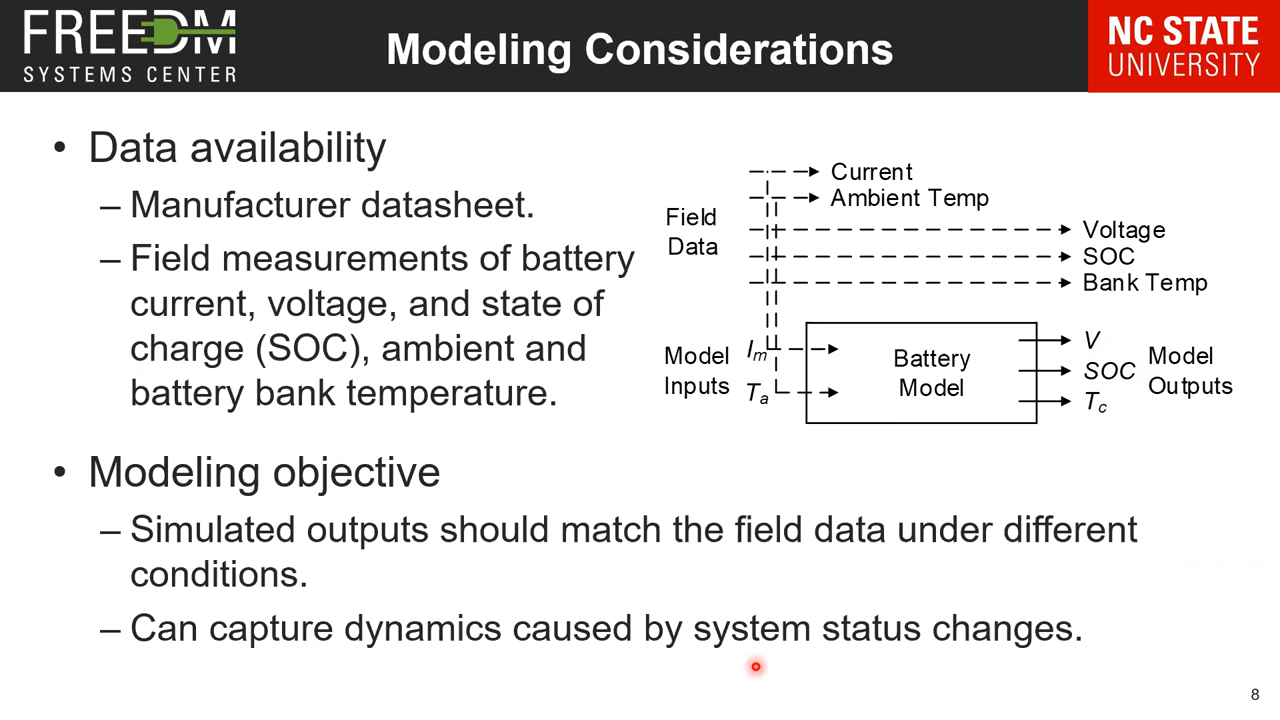 FREEDM
SYSTEMS CENTER
Modeling Considerations
NC STATE
UNIVERSITY
• Data availability
– Manufacturer datasheet.
– Field measurements of battery
current, voltage, and state of
charge (SOC), ambient and
battery bank temperature.
Field
Data
Current
Ambient Temp
Voltage
SOC
Bank Temp
Model
Inputs
Im
Ta
Battery
Model
V
SOC
Tc
Model
Outputs
• Modeling objective
– Simulated outputs should match the field data under different
conditions.
– Can capture dynamics caused by system status changes.
8